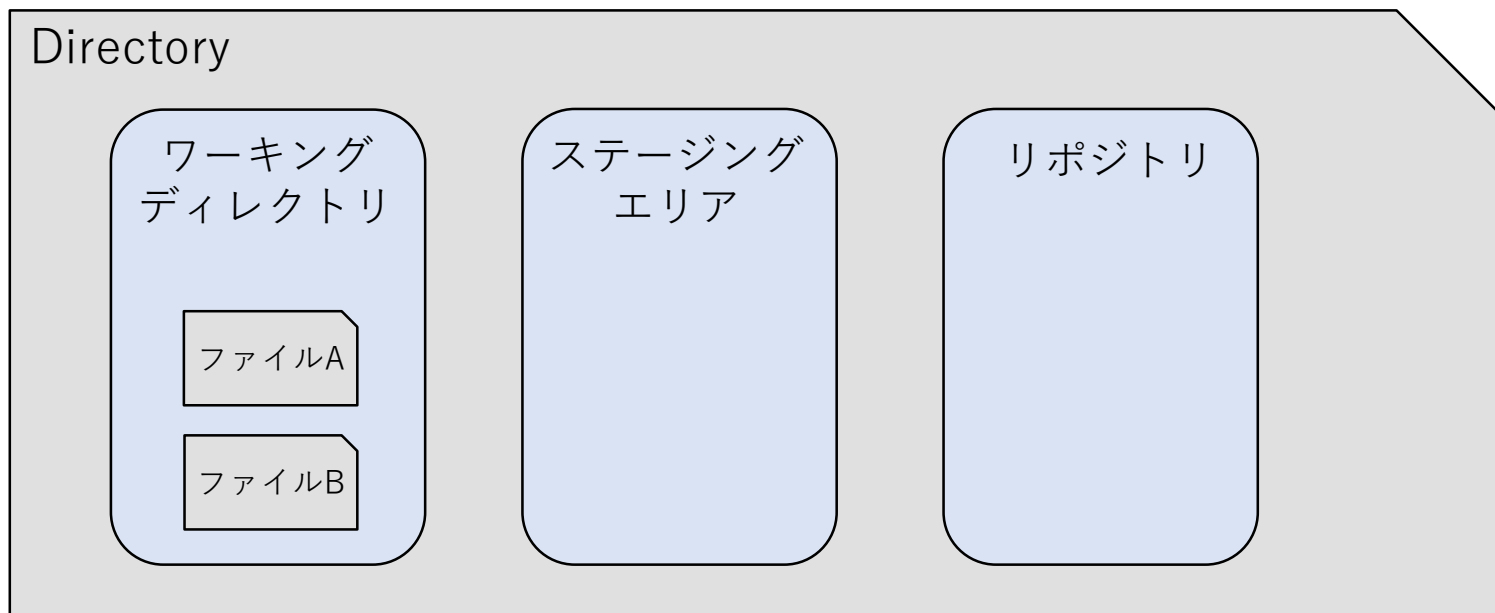 Directory
ワーキング
ディレクトリ
ステージング
エリア
リポジトリ
ファイルA
ファイルB